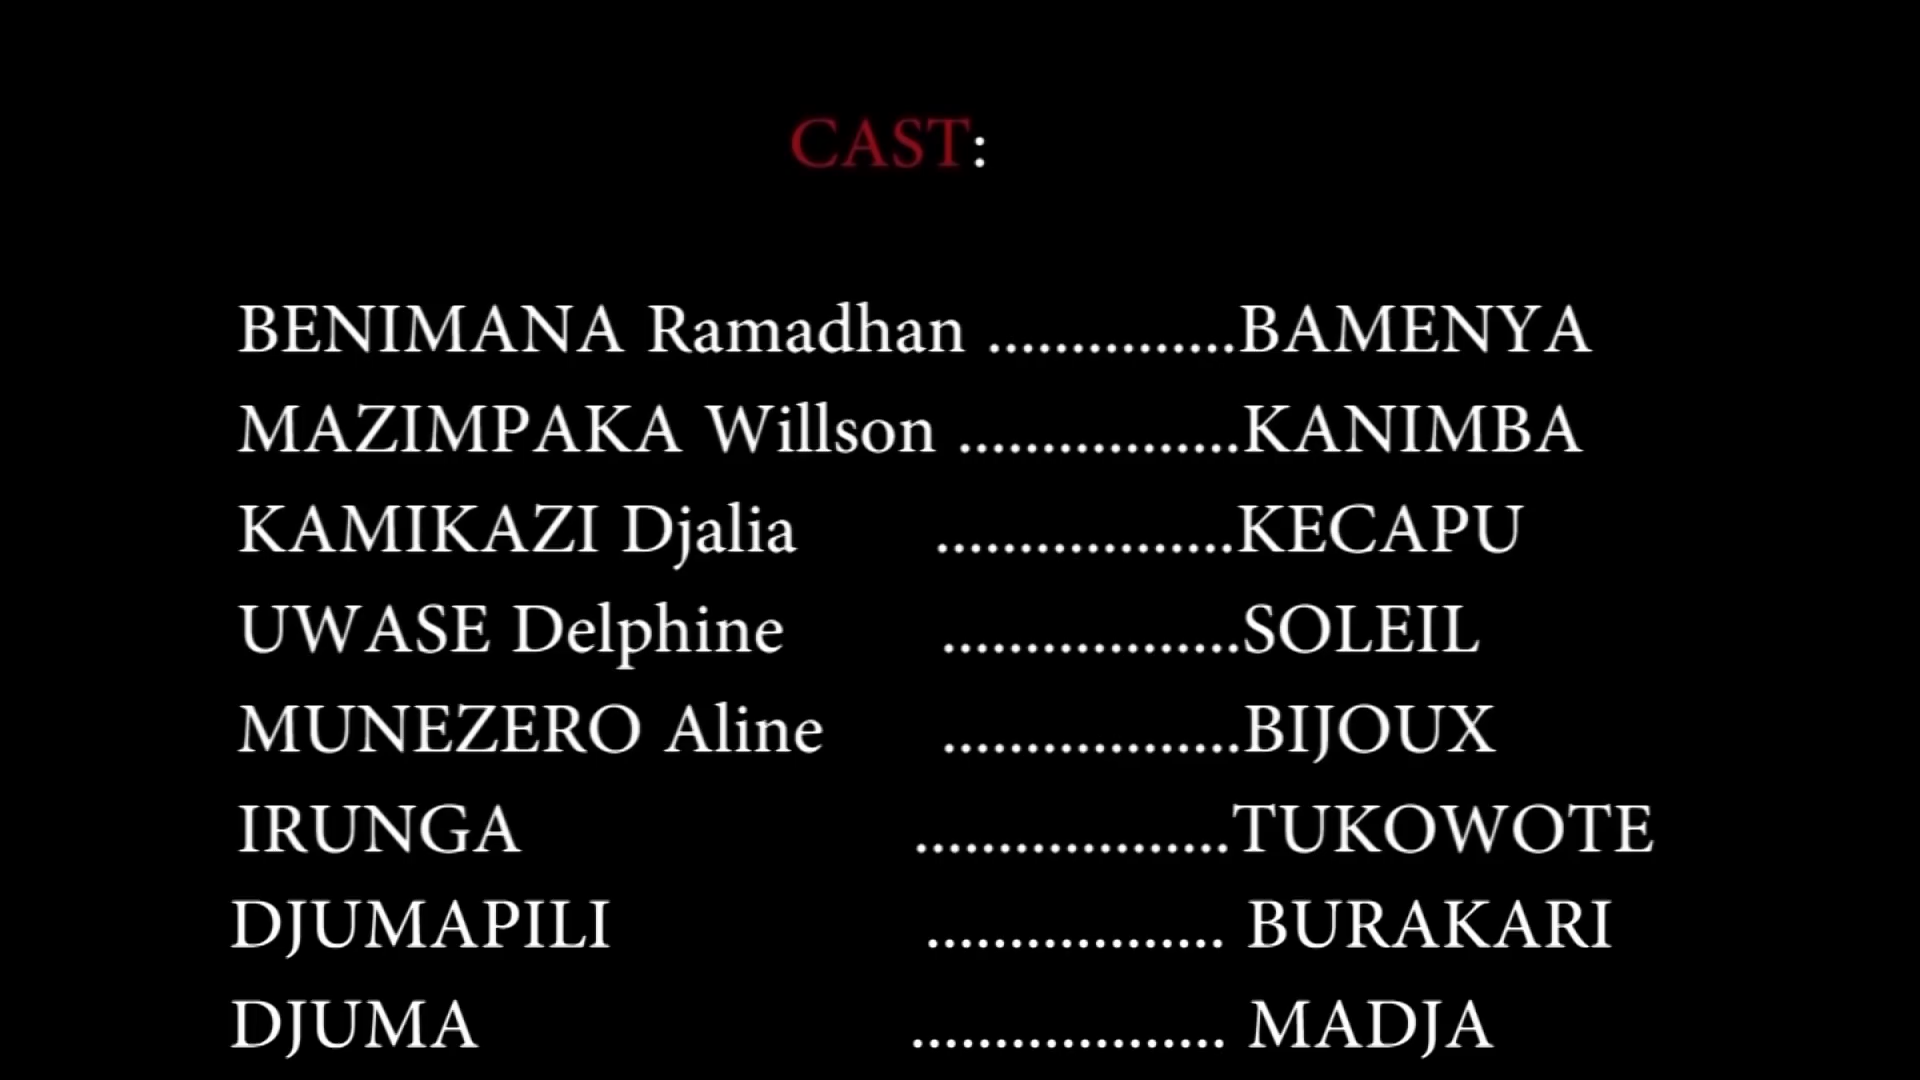 CAST:
BENIMANA Ramadhan ...............BAMENYA
MAZIMPAKA Willson .................KANIMBA
KAMIKAZI Djalia ..................KECAPU
UWASE Delphine ..................SOLEIL
MUNEZERO Aline ..................BIJOUX
IRUNGA ...................TUKOWOTE
DJUMAPILI .................. BURAKARI
DJUMA ................... MADJA